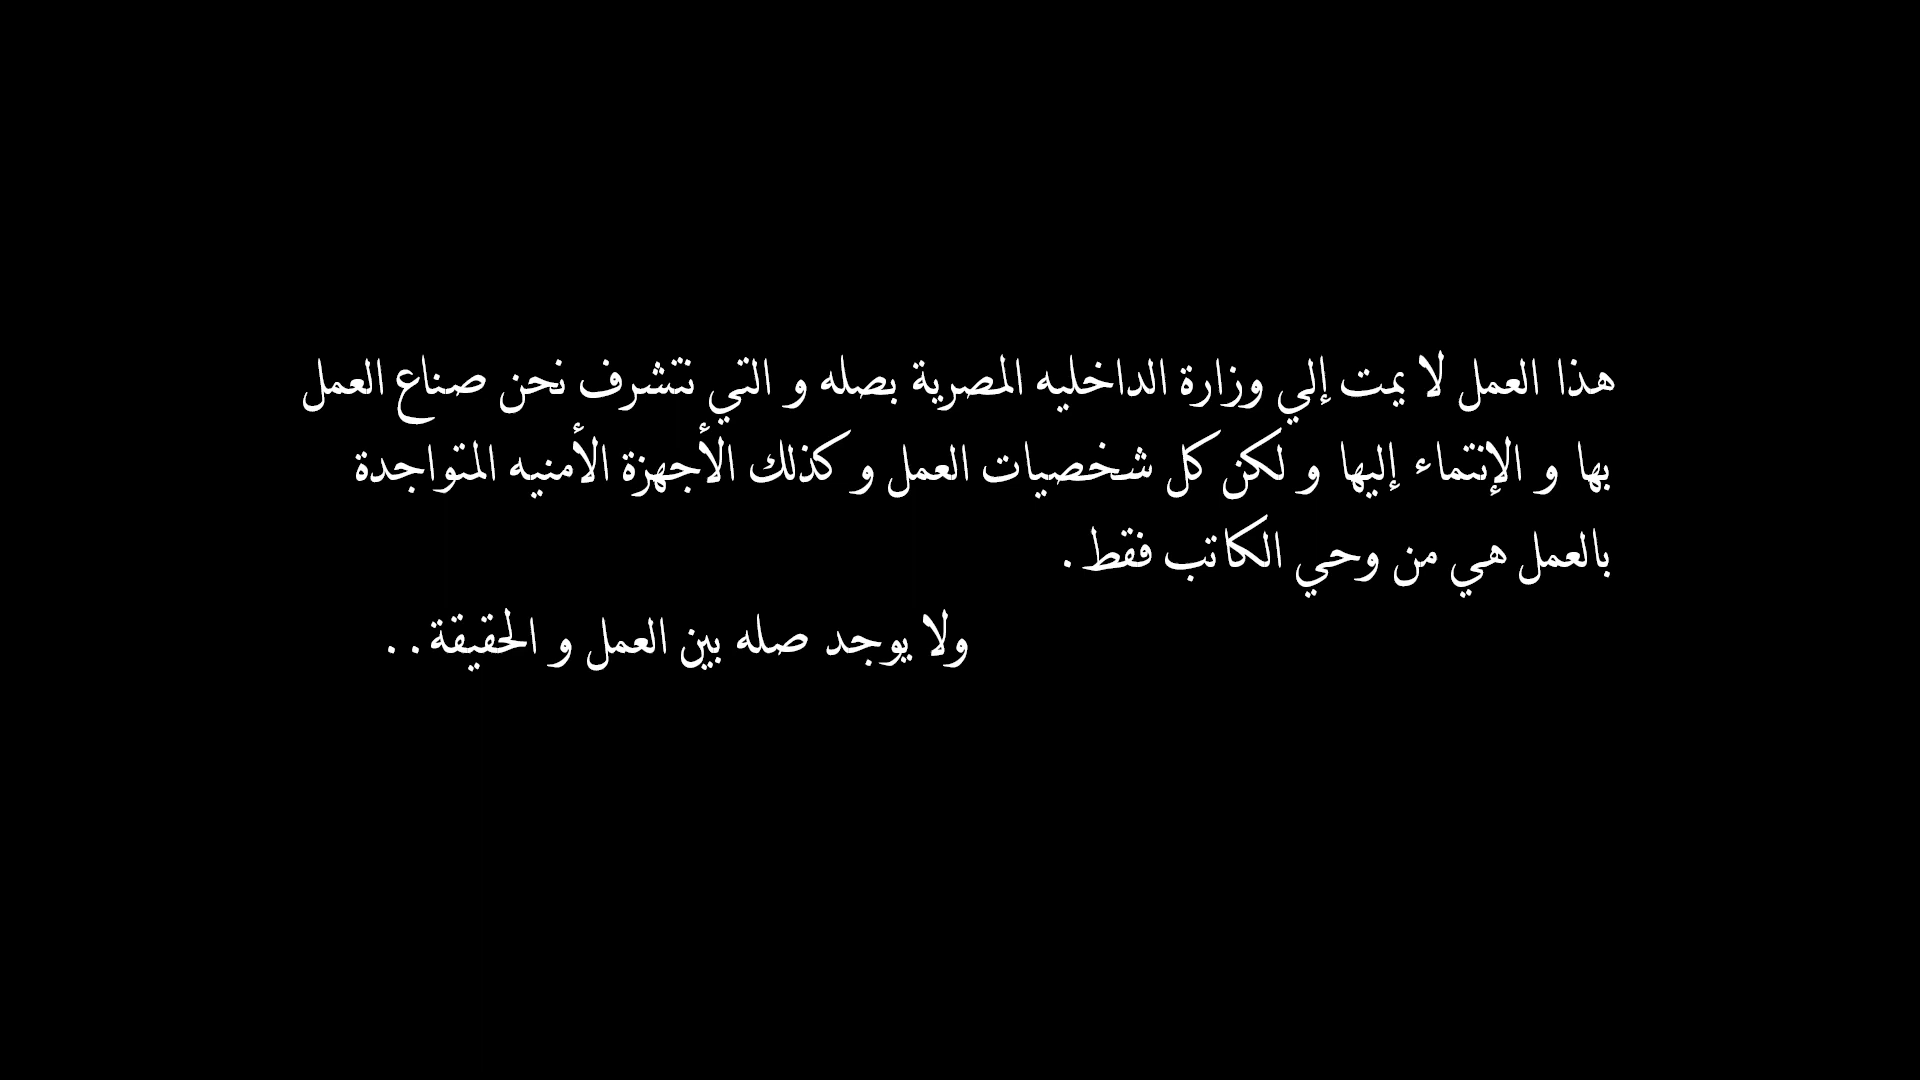 هذا العمل لا يمت إلي وزارة الداخليه المصرية بصله و التي نتشرف نحن صناع العمل
بها و الإنتماء إليها و لكن كل شخصيات العمل و كذلك الأجهزة الأمنيه المتواجدة
بالعمل هي من وحي الكاتب فقط.
ولا يوجد صله بين العمل و الحقيقة..